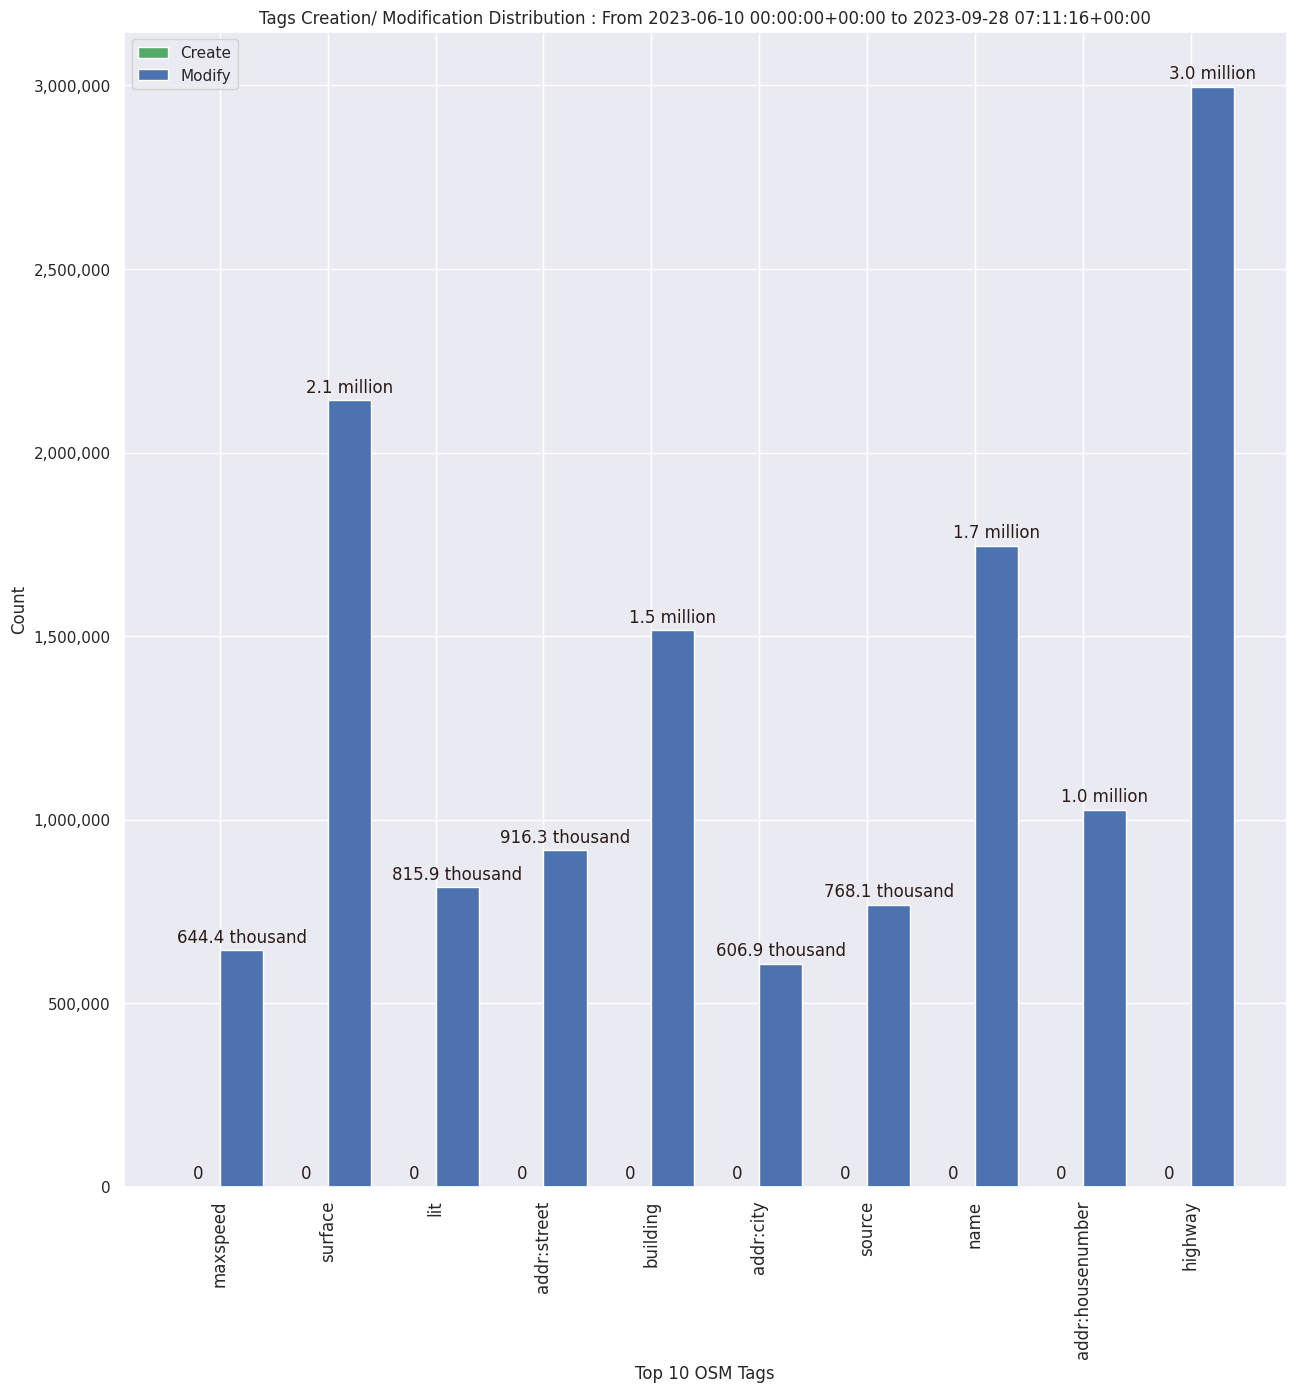 Tags Creation/ Modification Distribution : From 2023-06-10 00:00:00+00:00 to 2023-09-28 07:11:16+00:00
Create
Modify
3,000,000
2,500,000
2,000,000
1,500,000
1,000,000
500,000
0
Count
644.4 thousand
2.1 million
815.9 thousand
916.3 thousand
1.5 million
606.9 thousand
768.1 thousand
1.7 million
1.0 million
3.0 million
0
0
0
0
0
0
0
0
0
0
maxspeed
surface
lit
addr:street
building
addr:city
source
name
addr:housenumber
highway
Top 10 OSM Tags